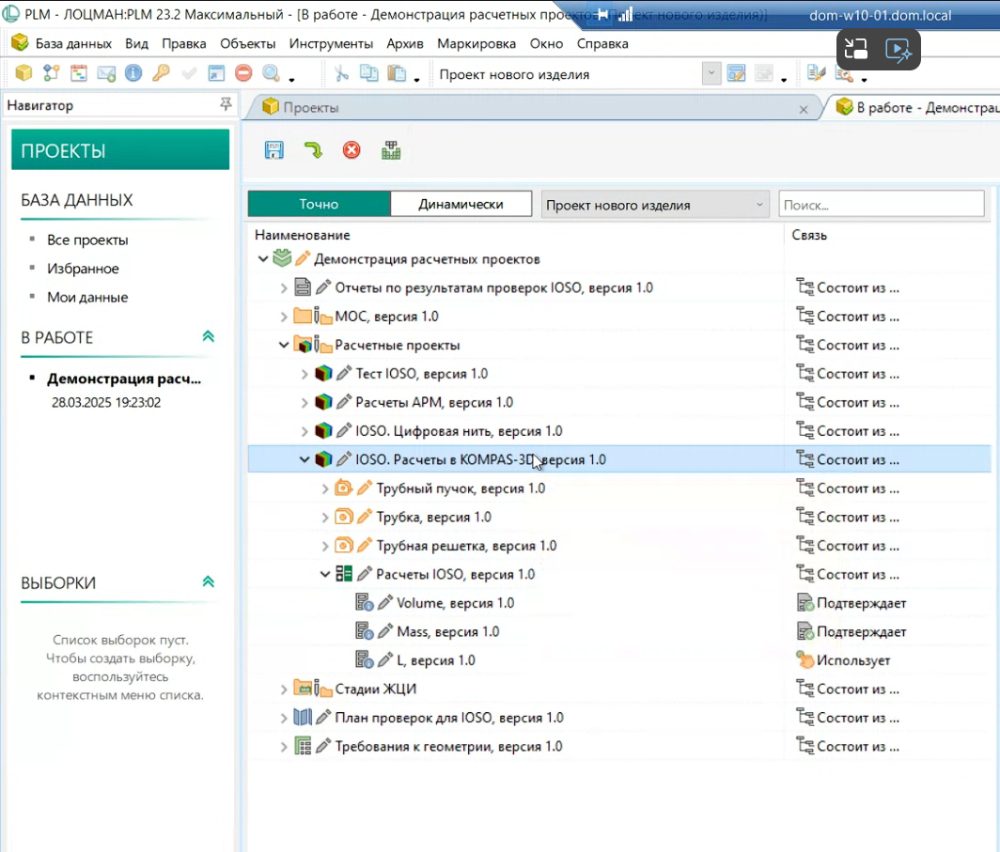 PLM - ЛОЦМАН:PLM 23.2 Максимальный - [В работе - Демонстрация расчетных проектов
dom-w10-01.dom.local
База данных Вид Правка Объекты Инструменты Архив Маркировка Окно Справка
Проект нового изделия
Навигатор
Проекты
В работе - Демонстрац
ПРОЕКТЫ
БАЗА ДАННЫХ
Все проекты
Избранное
Мои данные
В РАБОТЕ
Демонстрация расч...
28.03.2025 19:23:02
ВЫБОРКИ
Список выборок пуст.
Чтобы создать выборку,
воспользуйтесь
контекстным меню списка.
Точно Динамически Проект нового изделия Поиск...
Наименование Связь
Демонстрация расчетных проектов
Отчеты по результатам проверок IOSO, версия 1.0 Состоит из ...
МОС, версия 1.0 Состоит из ...
Расчетные проекты Состоит из ...
Тест IOSO, версия 1.0 Состоит из ...
Расчеты АРМ, версия 1.0 Состоит из ...
IOSO. Цифровая нить, версия 1.0 Состоит из ...
IOSO. Расчеты в KOMPAS-3D, версия 1.0 Состоит из ...
Трубный пучок, версия 1.0 Состоит из ...
Трубка, версия 1.0 Состоит из ...
Трубная решетка, версия 1.0 Состоит из ...
Расчеты IOSO, версия 1.0 Состоит из ...
Volume, версия 1.0 Подтверждает
Mass, версия 1.0 Подтверждает
L, версия 1.0 Использует
Стадии ЖЦИ Состоит из ...
План проверок для IOSO, версия 1.0 Состоит из ...
Требования к геометрии, версия 1.0 Состоит из ...